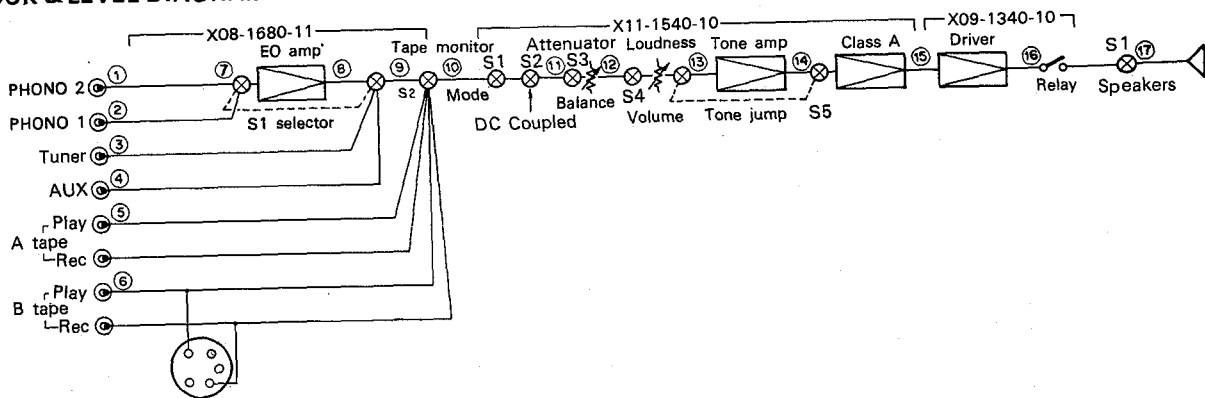 & LEVEL DIAGRAM
X08-1680-11
X11-1540-10
X09-1340-10
EQ amp
Tape monitor
Attenuator
Loudness
Tone amp
Class A
Driver
S1
S2
S3
S1
PHONO 2 ①
⑦
⑧
⑨
⑩
⑪
⑫
⑬
⑭
⑮
⑯
⑰
S2
Mode
Balance
S4
Volume
Tone jump
S5
Relay
Speakers
DC Coupled
S1 selector
PHONO 1 ②
Tuner ③
AUX ④
Play ⑤
A tape
Rec
Play ⑥
B tape
Rec